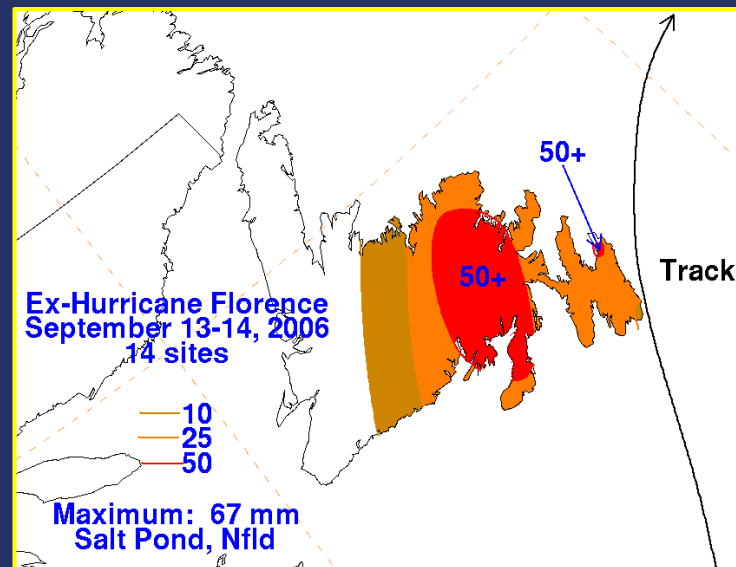 50+
50+
Track
Ex-Hurricane Florence
September 13-14, 2006
14 sites
10
25
50
Maximum: 67 mm
Salt Pond, Nfld